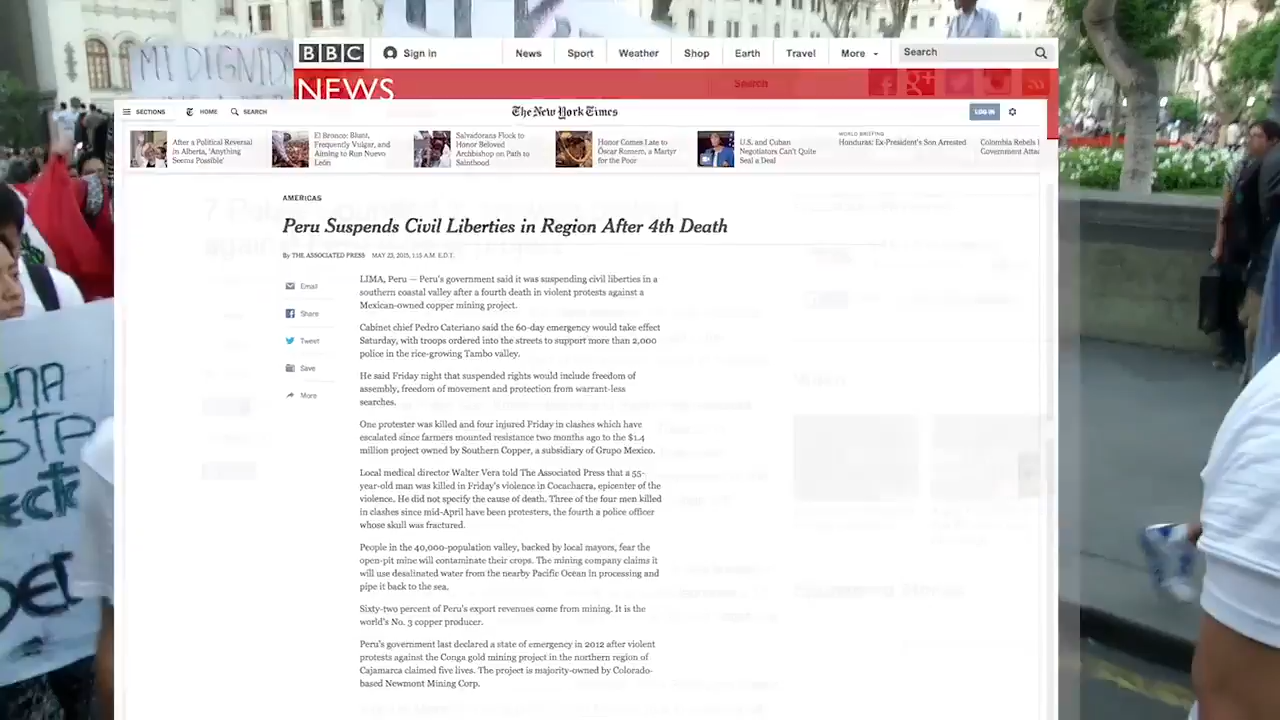 MI DIGNID
BBC Sign in News Sport Weather Shop Earth Travel More Search
NEWS Search
SECTIONS HOME SEARCH The New York Times LOG IN
After a Political Reversal in Alberta, 'Anything Seems Possible'
El Bronco: Blunt, Frequently Vulgar, and Aiming to Run Nuevo León
Salvadorans Flock to Honor Beloved Archbishop on Path to Sainthood
Honor Comes Late to Óscar Romero, a Martyr for the Poor
U.S. and Cuban Negotiators Can't Quite Seal a Deal
WORLD BRIEFING
Honduras: Ex-President's Son Arrested
Colombia Rebels
Government
AMERICAS
Peru Suspends Civil Liberties in Region After 4th Death
By THE ASSOCIATED PRESS MAY 23, 2015, 1:15 A.M. E.D.T.
Email
Share
Tweet
Save
More
LIMA, Peru — Peru's government said it was suspending civil liberties in a
southern coastal valley after a fourth death in violent protests against a
Mexican-owned copper mining project.
Cabinet chief Pedro Cateriano said the 60-day emergency would take effect
Saturday, with troops ordered into the streets to support more than 2,000
police in the rice-growing Tambo valley.
He said Friday night that suspended rights would include freedom of
assembly, freedom of movement and protection from warrant-less
searches.
One protester was killed and four injured Friday in clashes which have
escalated since farmers mounted resistance two months ago to the $1.4
million project owned by Southern Copper, a subsidiary of Grupo Mexico.
Local medical director Walter Vera told The Associated Press that a 55-
year-old man was killed in Friday's violence in Cocachacra, epicenter of the
violence. He did not specify the cause of death. Three of the four men killed
in clashes since mid-April have been protesters, the fourth a police officer
whose skull was fractured.
People in the 40,000-population valley, backed by local mayors, fear the
open-pit mine will contaminate their crops. The mining company claims it
will use desalinated water from the nearby Pacific Ocean in processing and
pipe it back to the sea.
Sixty-two percent of Peru's export revenues come from mining. It is the
world's No. 3 copper producer.
Peru's government last declared a state of emergency in 2012 after violent
protests against the Conga gold mining project in the northern region of
Cajamarca claimed five lives. The project is majority-owned by Colorado-
based Newmont Mining Corp.